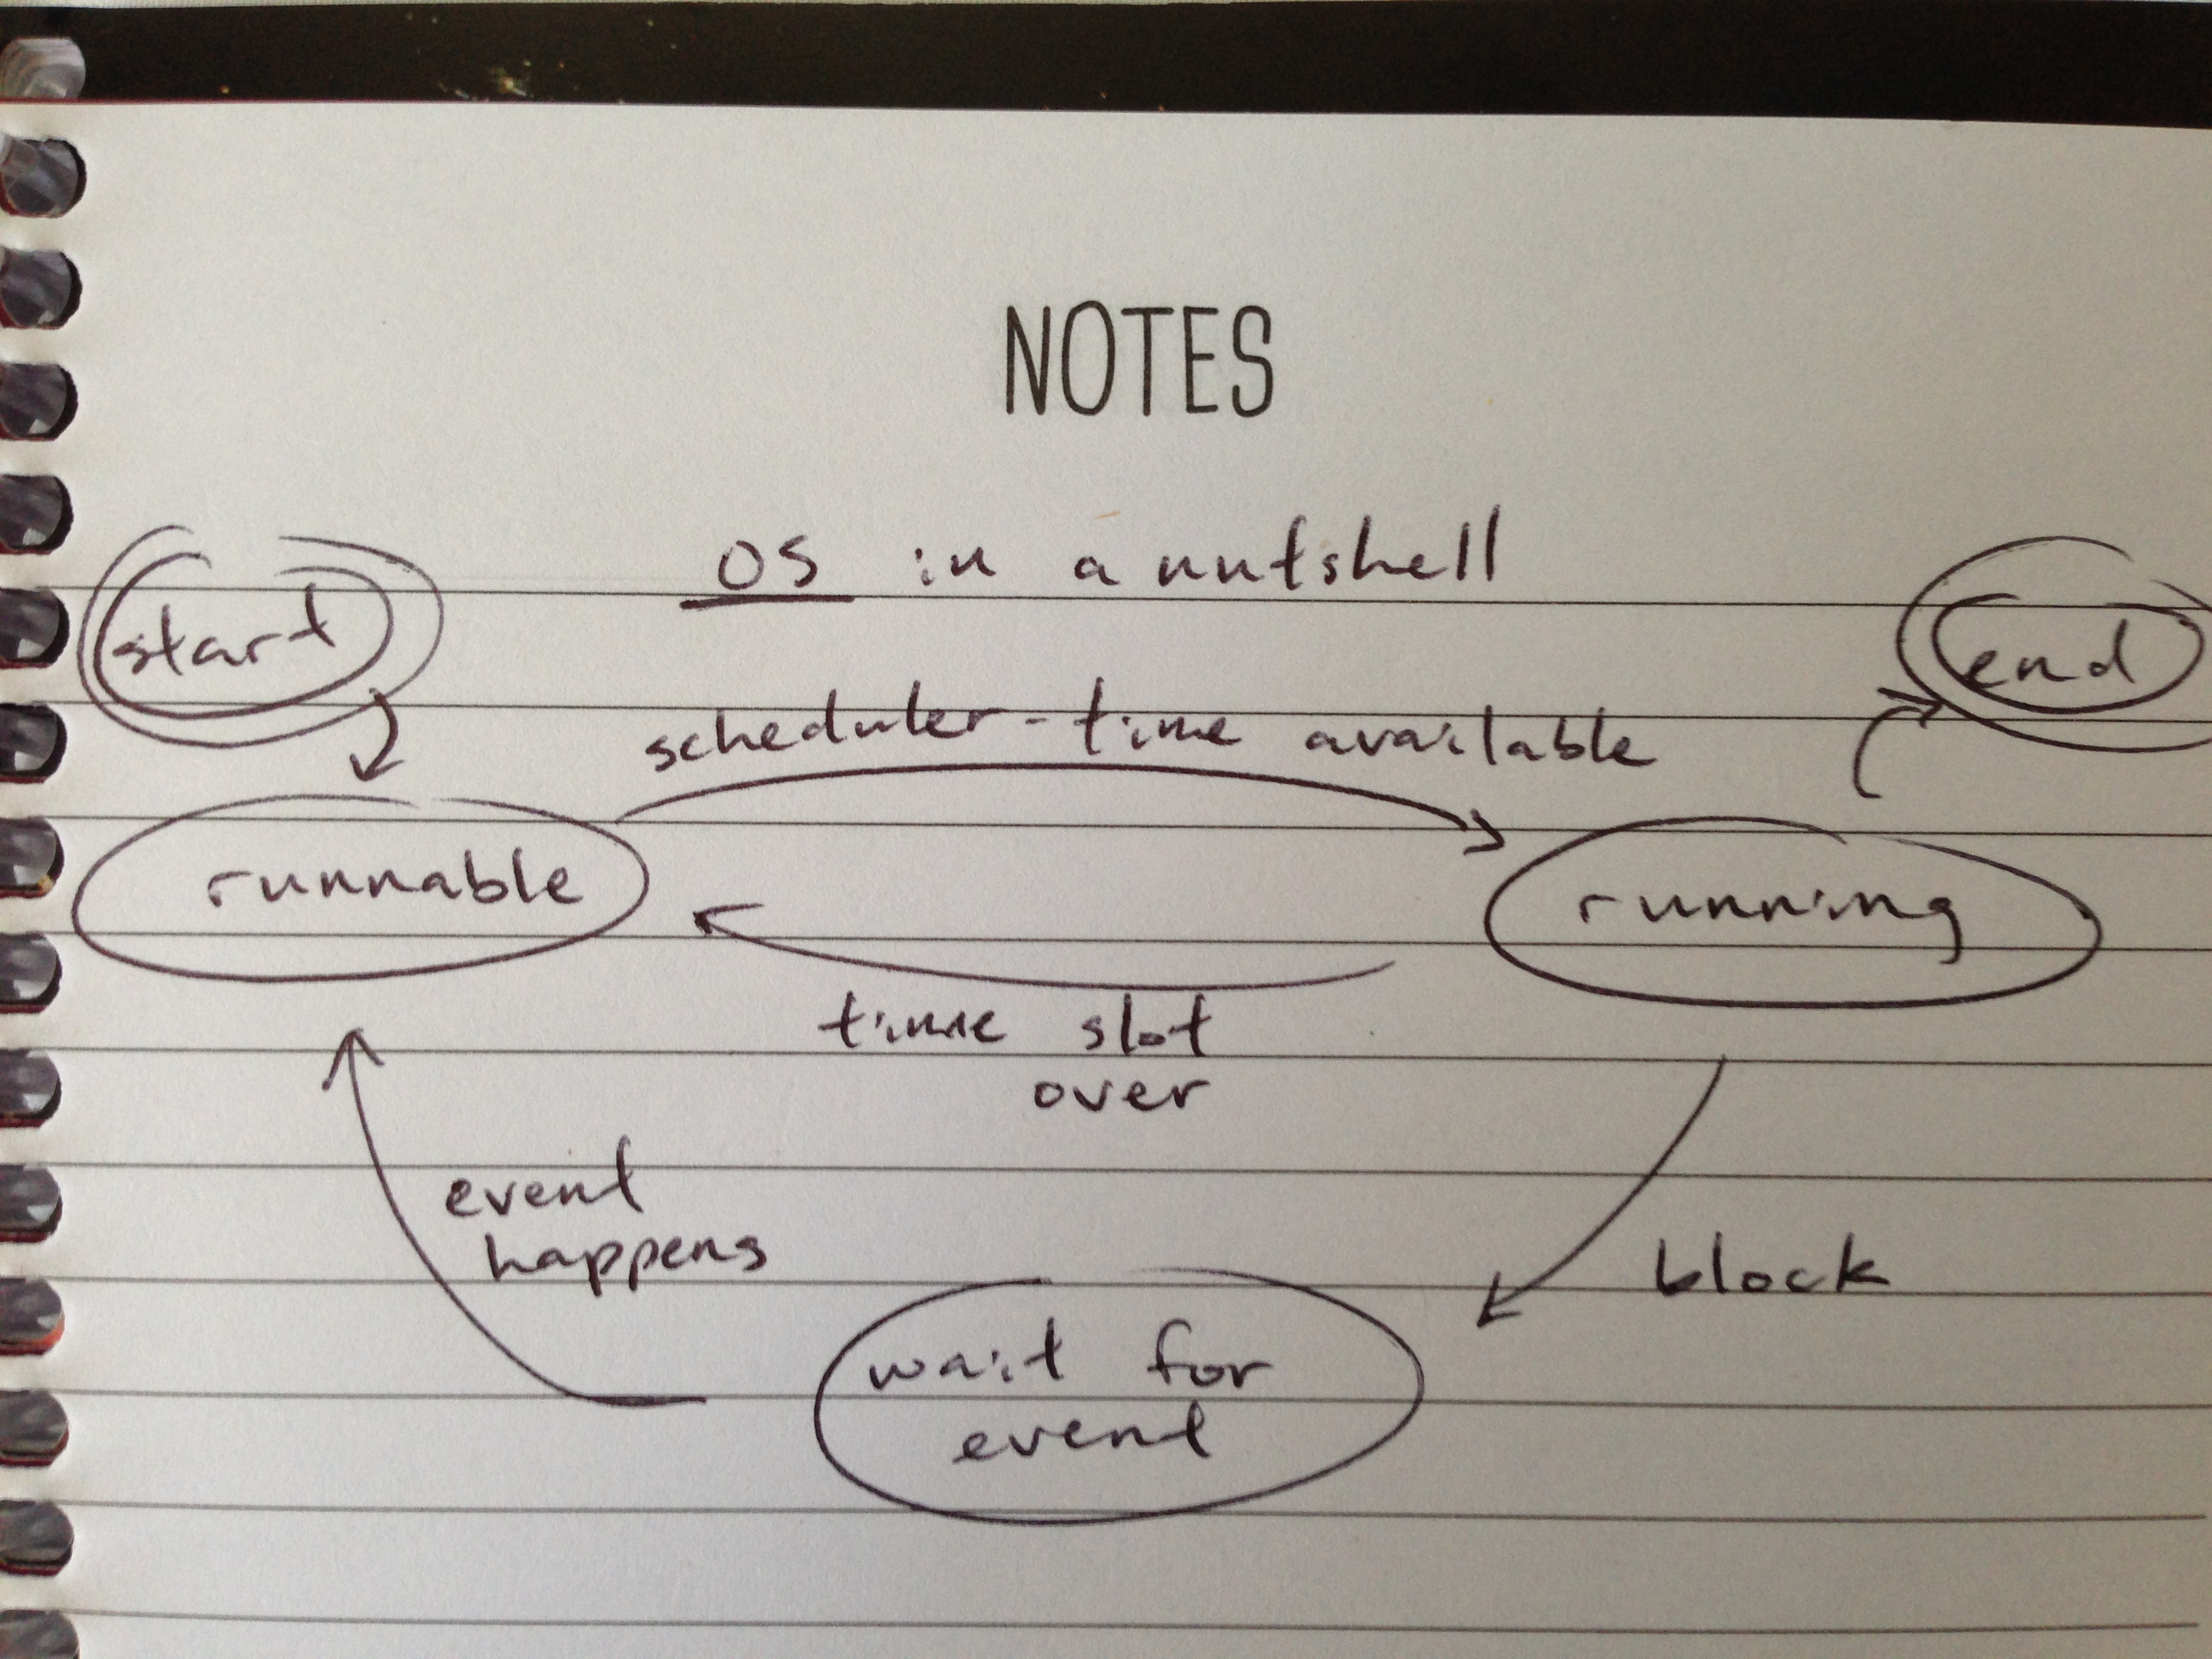 NOTES
OS in a nutshell
start
end
scheduler-time available
runnable
running
time slot
over
event
happens
block
wait for
event